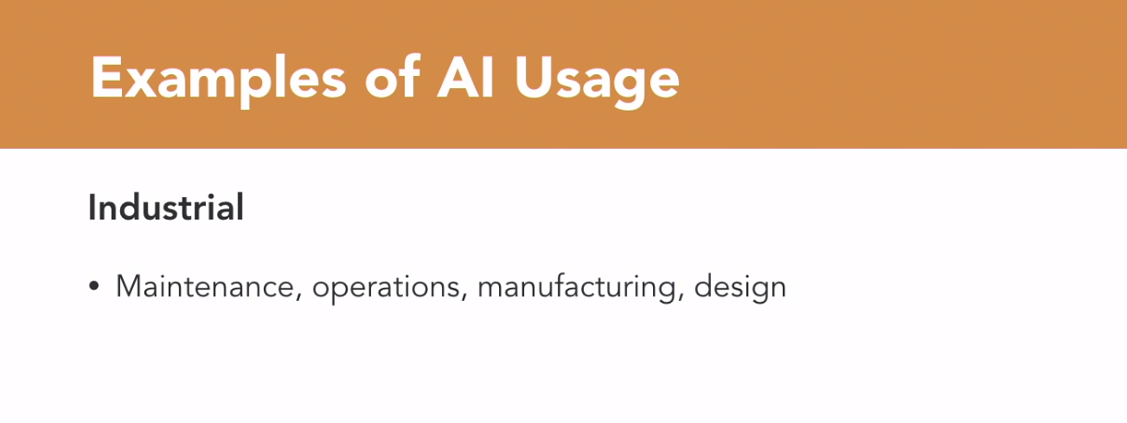 Examples of AI Usage
Industrial
• Maintenance, operations, manufacturing, design